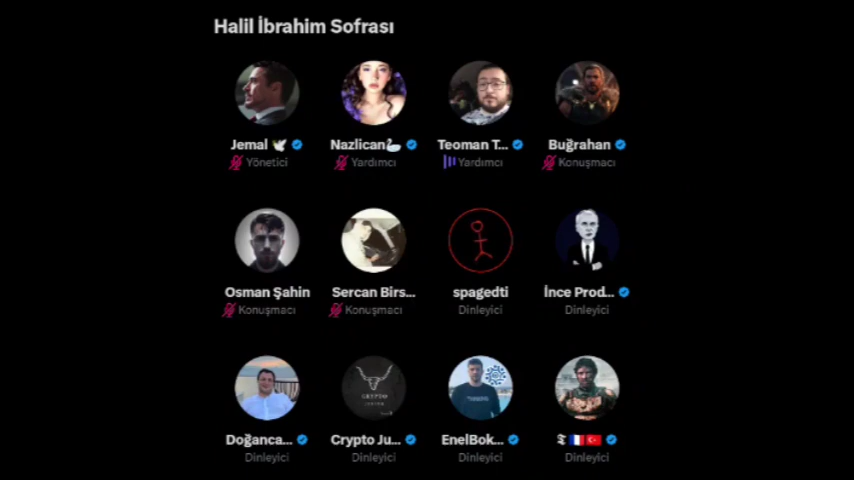 Halil İbrahim Sofrası
Jemal 🕊️ Nazlican🦢 Teoman T... Buğrahan
Yönetici Yardımcı Yardımcı Konuşmacı
Osman Şahin Sercan Birs... spagedti İnce Prod...
Konuşmacı Konuşmacı Dinleyici Dinleyici
CRYPTO
Doğanca... Crypto Ju... EnelBok... 🇫🇷🇹🇷
Dinleyici Dinleyici Dinleyici Dinleyici